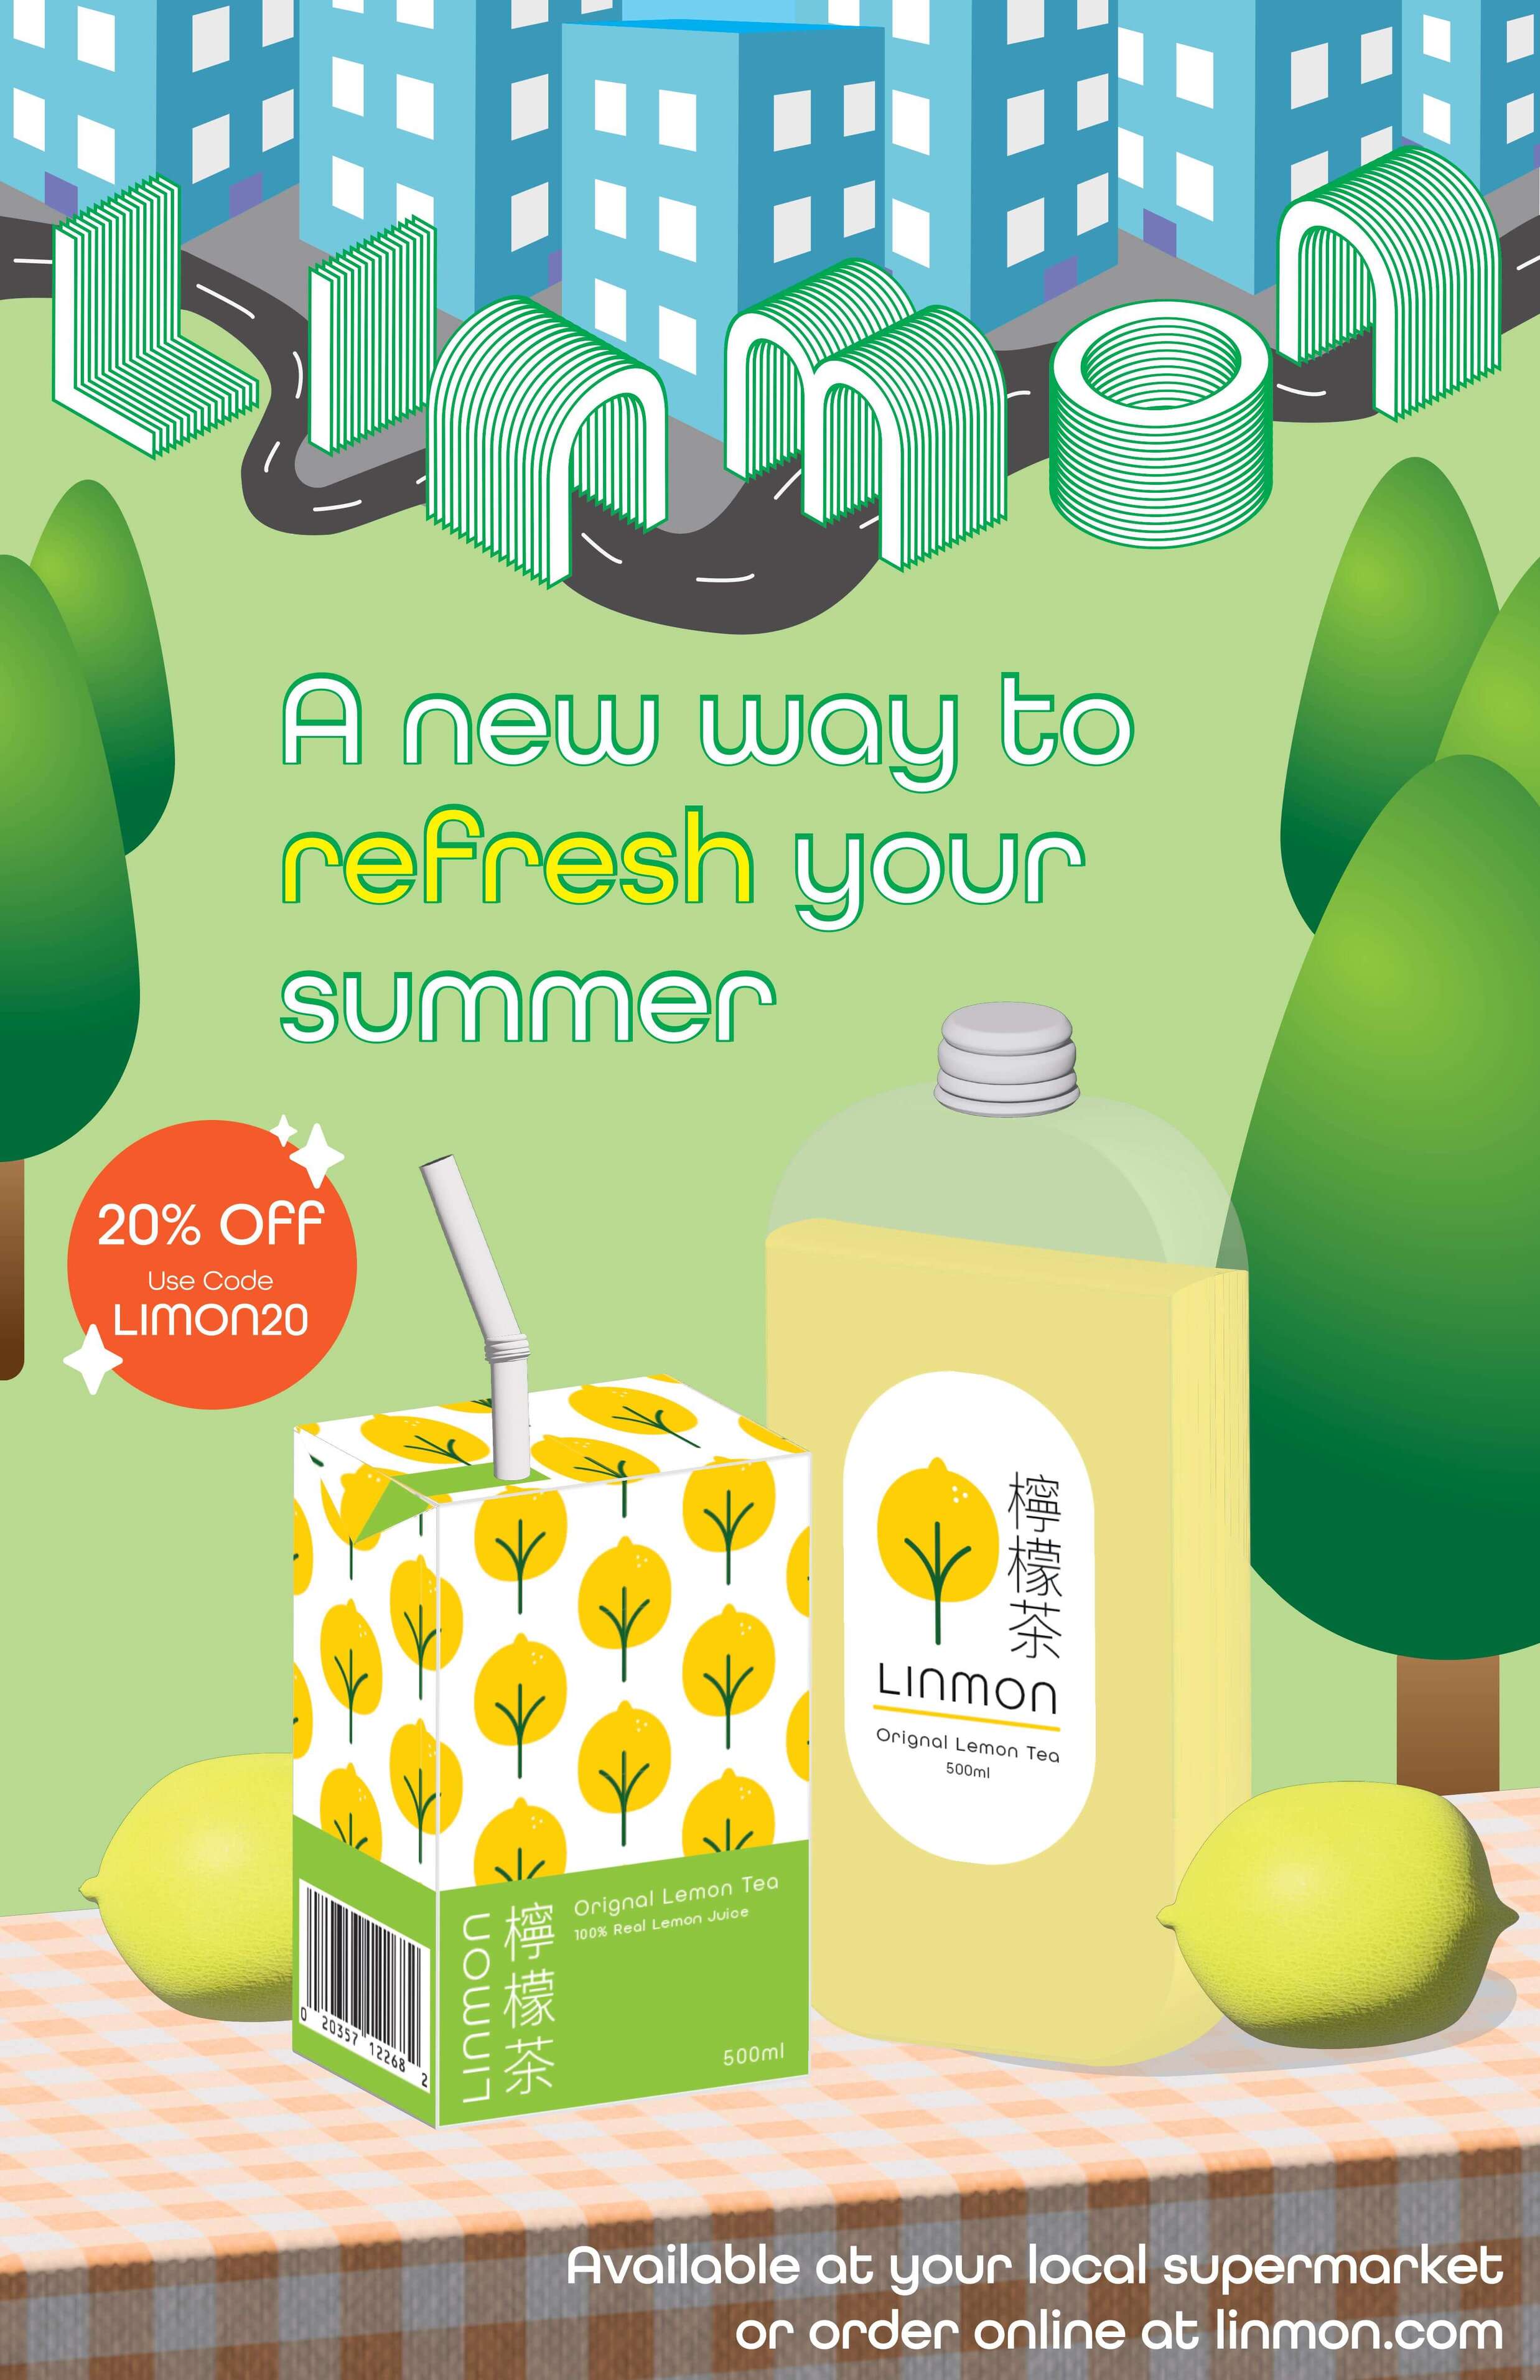 Linmon
A new way to
refresh your
summer
20% Off
Use Code
LIMON20
檸檬茶
Linmon
Orignal Lemon Tea
500ml
Linmon
檸檬茶
Orignal Lemon Tea
100% Real Lemon Juice
500ml
0 20357 12268 2
Available at your local supermarket
or order online at linmon.com